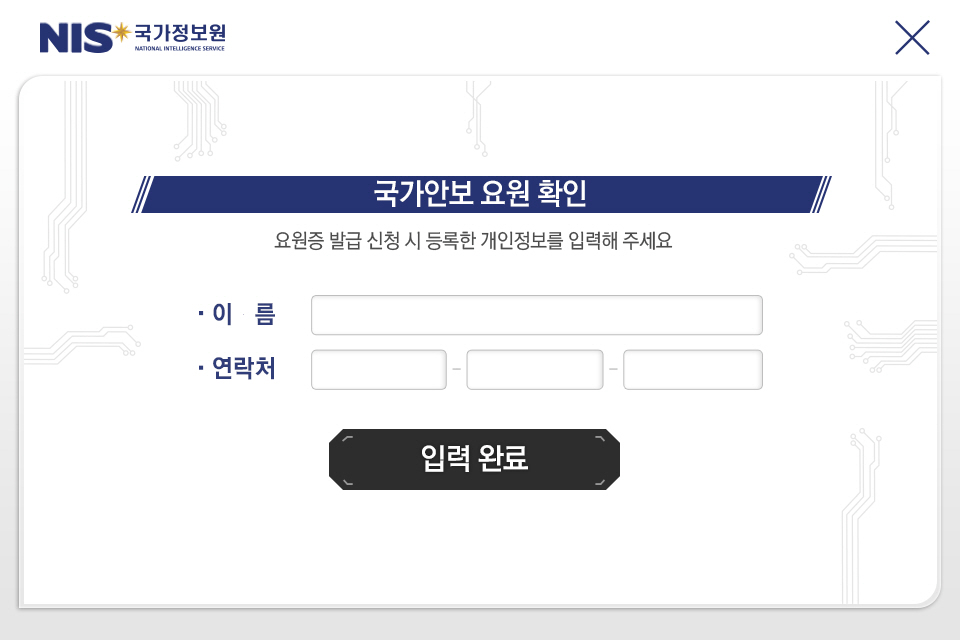 NIS 국가정보원
NATIONAL INTELLIGENCE SERVICE
국가안보 요원 확인
요원증 발급 신청 시 등록한 개인정보를 입력해 주세요
· 이 름
· 연락처 - -
입력 완료